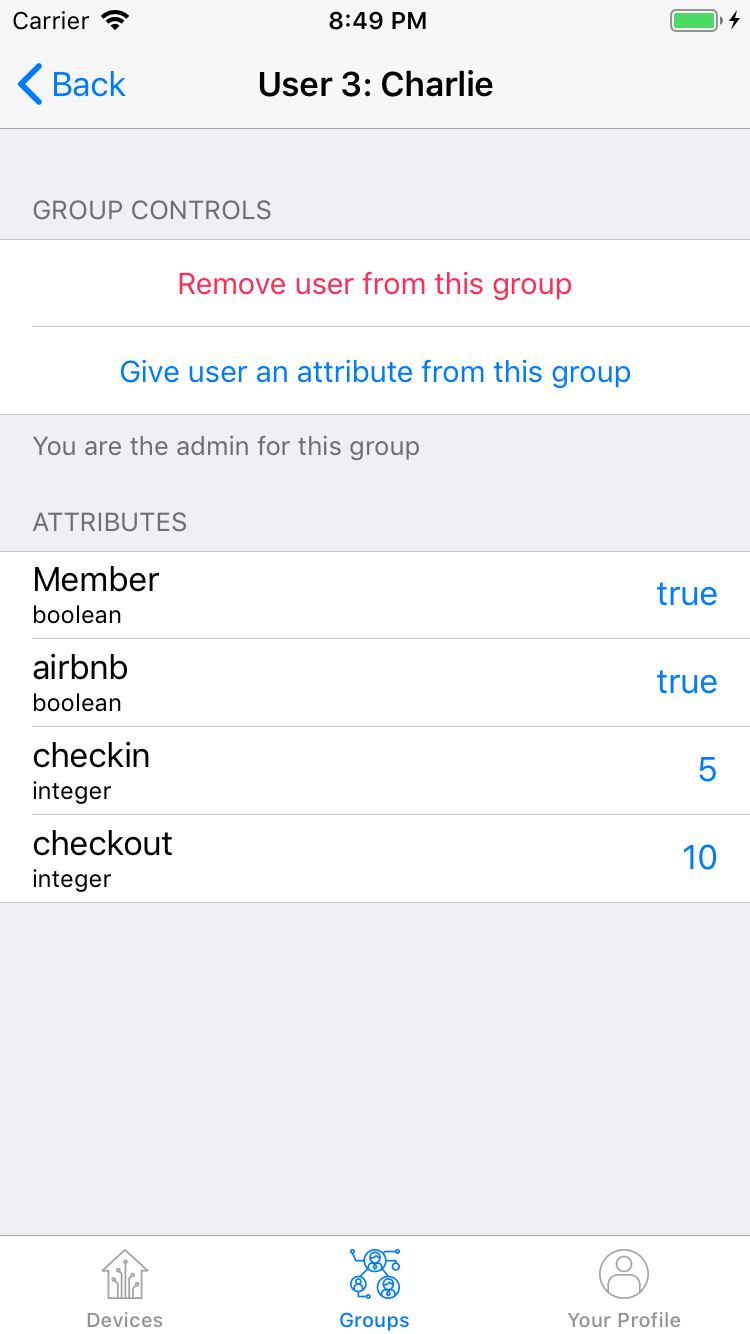 Carrier 8:49 PM
Back User 3: Charlie
GROUP CONTROLS
Remove user from this group
Give user an attribute from this group
You are the admin for this group
ATTRIBUTES
Member
boolean
true
airbnb
boolean
true
checkin
integer
5
checkout
integer
10
Devices Groups Your Profile